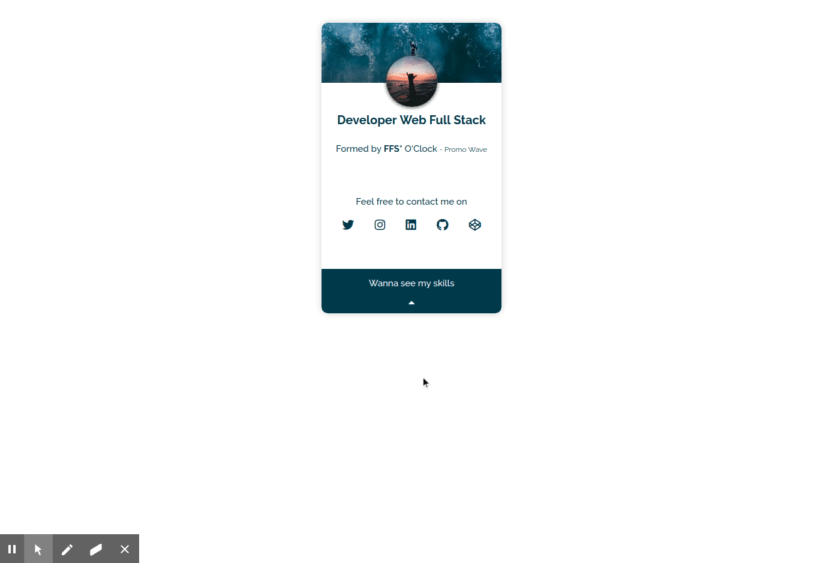 Developer Web Full Stack
Formed by FFS* O'Clock - Promo Wave
Feel free to contact me on
Wanna see my skills